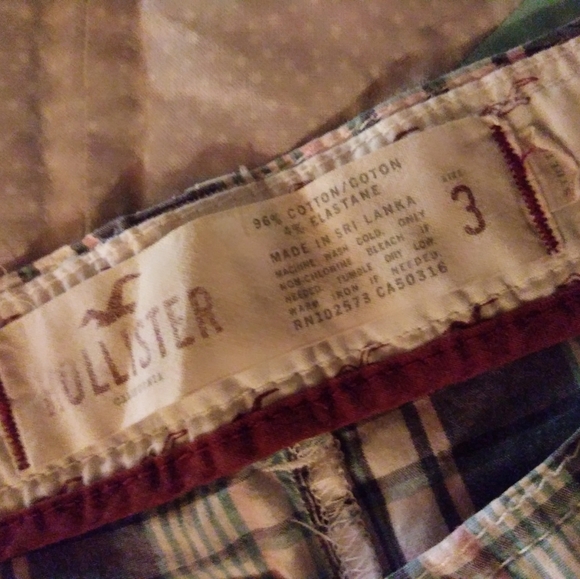 HOLLISTER
CALIFORNIA
96% COTTON/COTON
4% ELASTANE
MADE IN SRI LANKA
MACHINE WASH COLD. ONLY
NON-CHLORINE BLEACH IF
NEEDED. TUMBLE DRY LOW
WARM IRON IF NEEDED.
RN102573 CA50316
SIZE
3